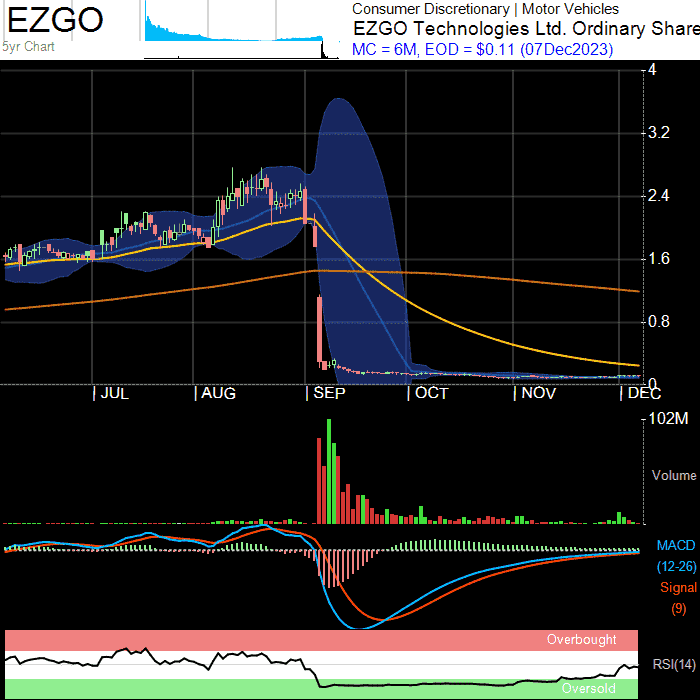 EZGO
5yr Chart
Consumer Discretionary | Motor Vehicles
EZGO Technologies Ltd. Ordinary Share
MC = 6M, EOD = $0.11 (07Dec2023)
4
3.2
2.4
1.6
0.8
0
| JUL | AUG | SEP | OCT | NOV | DEC
102M
Volume
MACD
(12-26)
Signal
(9)
Overbought
RSI(14)
Oversold